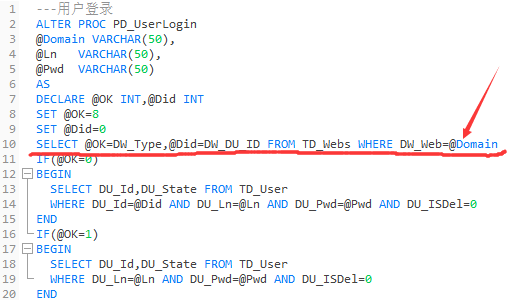 1 ---用户登录
2 ALTER PROC PD_UserLogin
3 @Domain VARCHAR(50),
4 @Ln   VARCHAR(50),
5 @Pwd  VARCHAR(50)
6 AS
7 DECLARE @OK INT,@Did INT
8 SET @OK=8
9 SET @Did=0
10 SELECT @OK=DW_Type,@Did=DW_DU_ID FROM TD_Webs WHERE DW_Web=@Domain
11 IF(@OK=0)
12 BEGIN
13   SELECT DU_Id,DU_State FROM TD_User
14   WHERE DU_Id=@Did AND DU_Ln=@Ln AND DU_Pwd=@Pwd AND DU_ISDel=0
15 END
16 IF(@OK=1)
17 BEGIN
18   SELECT DU_Id,DU_State FROM TD_User
19   WHERE DU_Ln=@Ln AND DU_Pwd=@Pwd AND DU_ISDel=0
20 END